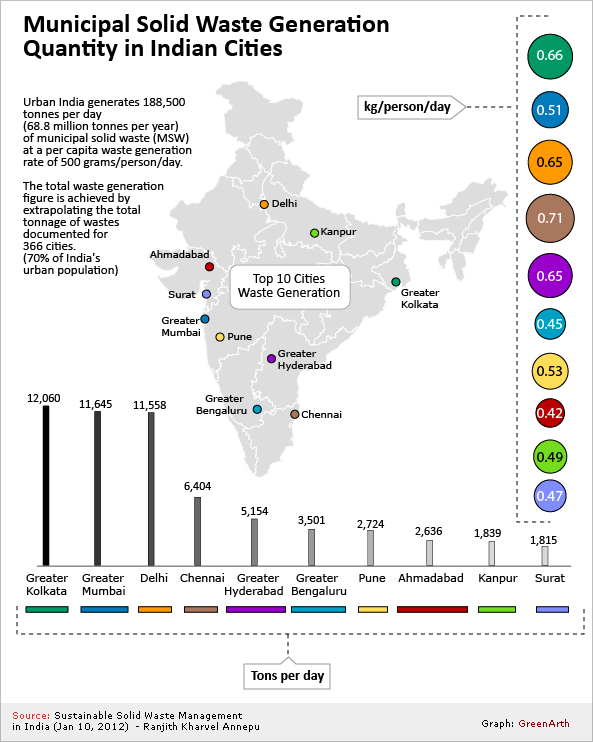 Municipal Solid Waste Generation
Quantity in Indian Cities
Urban India generates 188,500
tonnes per day
(68.8 million tonnes per year)
of municipal solid waste (MSW)
at a per capita waste generation
rate of 500 grams/person/day.
The total waste generation
figure is achieved by
extrapolating the total
tonnage of wastes
documented for
366 cities.
(70% of India's
urban population)
kg/person/day
0.66
0.51
0.65
0.71
0.65
0.45
0.53
0.42
0.49
0.47
Delhi
Kanpur
Ahmadabad
Top 10 Cities
Waste Generation
Surat
Greater
Kolkata
Greater
Mumbai
Pune
Greater
Hyderabad
Greater
Bengaluru
Chennai
12,060
11,645
11,558
6,404
5,154
3,501
2,724
2,636
1,839
1,815
Greater
Kolkata
Greater
Mumbai
Delhi
Chennai
Greater
Hyderabad
Greater
Bengaluru
Pune
Ahmadabad
Kanpur
Surat
Tons per day
Source: Sustainable Solid Waste Management
in India (Jan 10, 2012) - Ranjith Kharvel Annepu
Graph: GreenArth